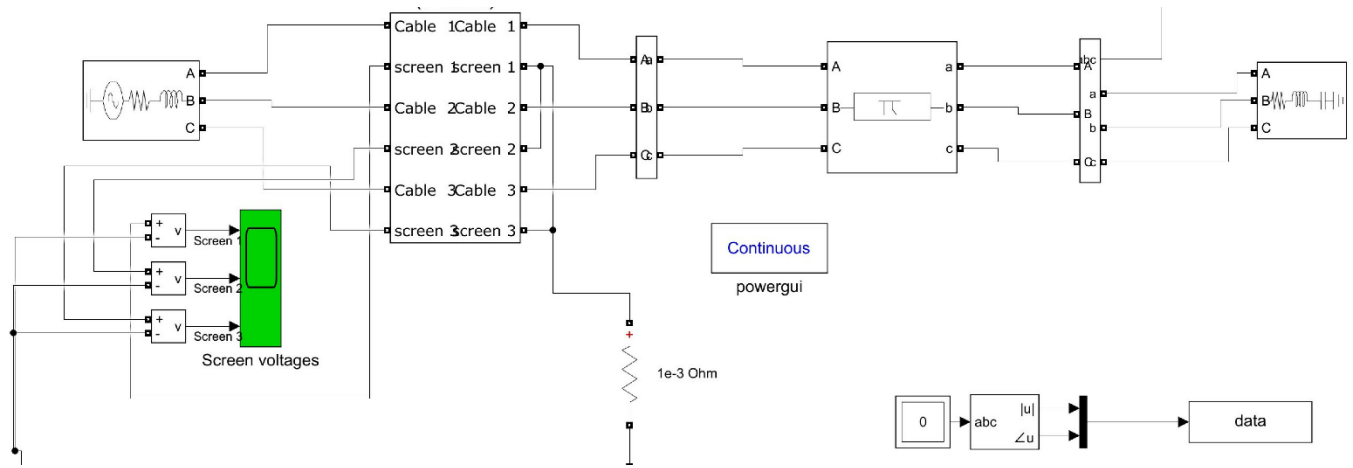 Cable 1 Cable 1
screen 1 screen 1
Cable 2 Cable 2
screen 2 screen 2
Cable 3 Cable 3
screen 3 screen 3
A
B
C
A a
B b
C c
A a
B b
C c
abc
A
a
B
b
C c
A
B
C
+ v
-
Screen 1
+ v
-
Screen 2
+ v
-
Screen 3
Screen voltages
Continuous
powergui
+
1e-3 Ohm
0
abc
|u|
∠u
data